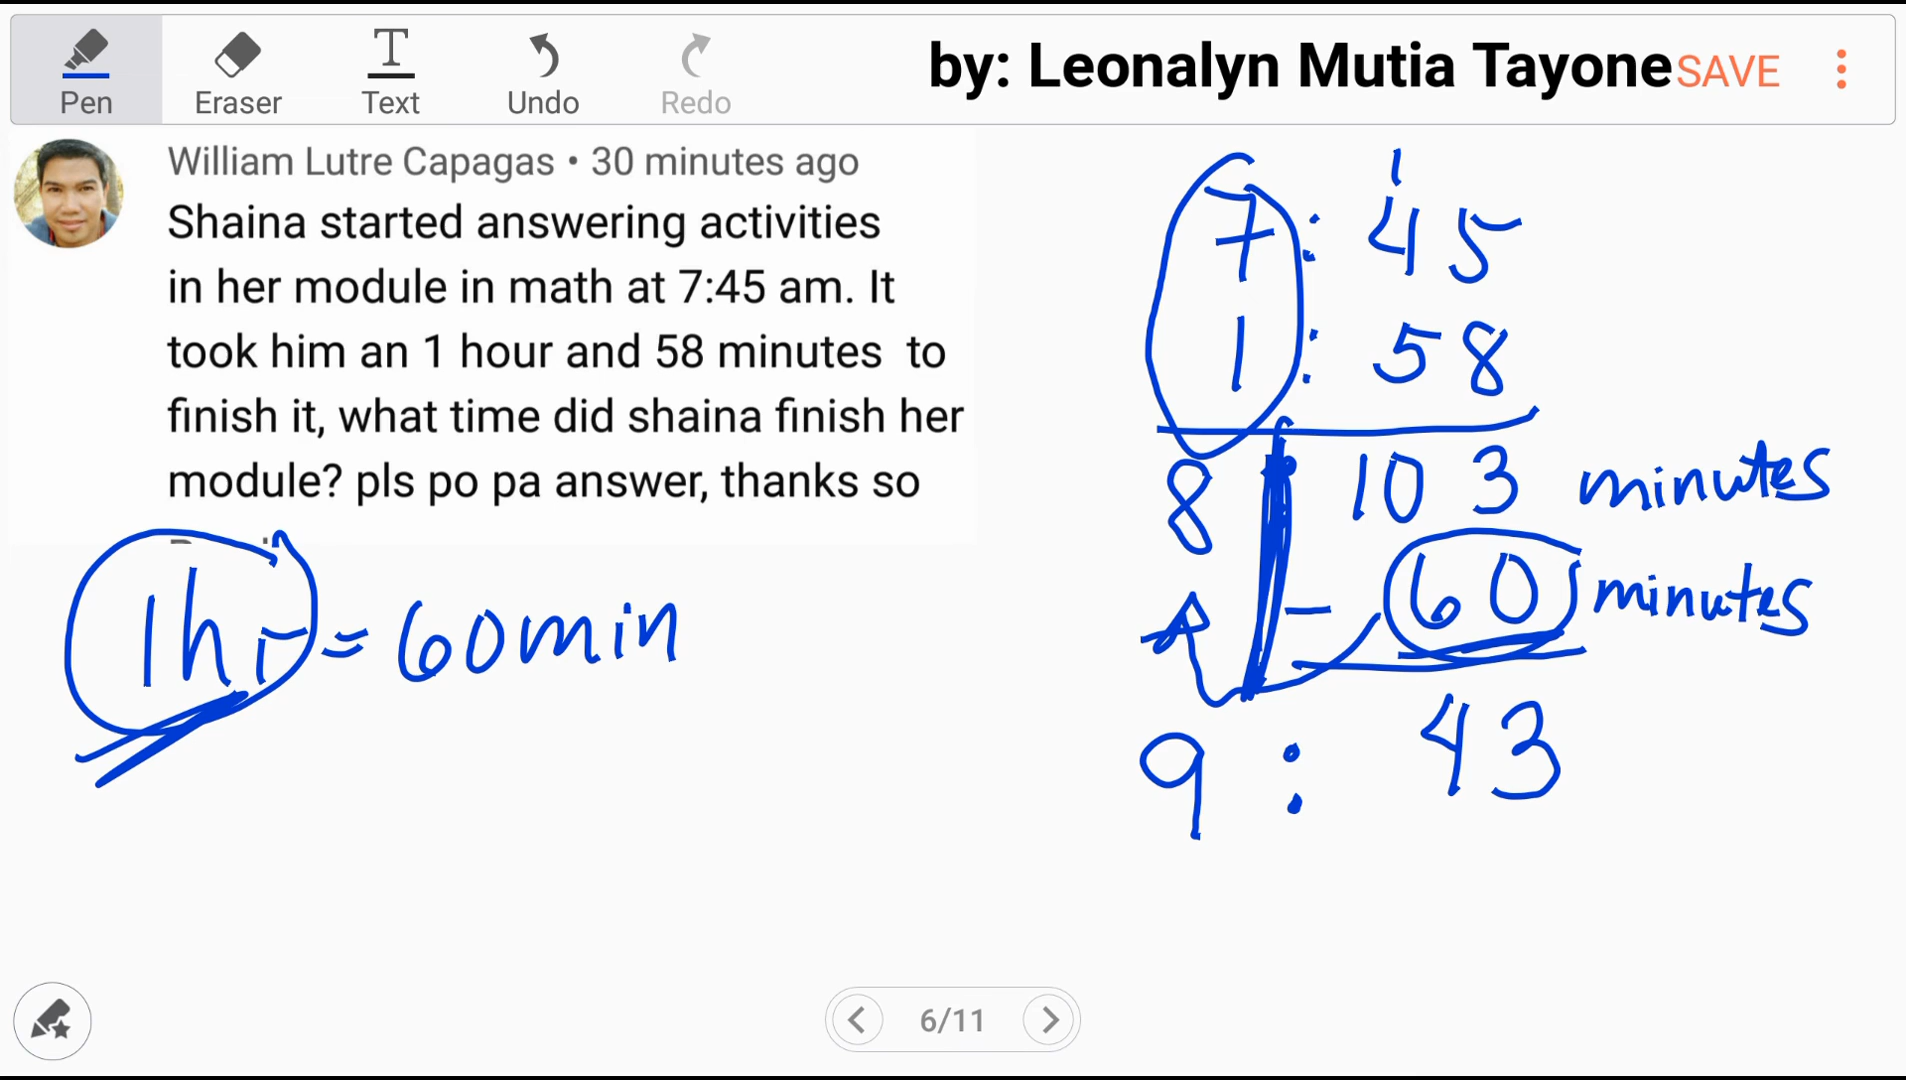 Pen
Eraser
Text
Undo
Redo
by: Leonalyn Mutia Tayone
SAVE
William Lutre Capagas • 30 minutes ago
Shaina started answering activities
in her module in math at 7:45 am. It
took him an 1 hour and 58 minutes to
finish it, what time did shaina finish her
module? pls po pa answer, thanks so
1hr = 60min
1
7 : 45
1 : 58
8 : 103 minutes
- 60 minutes
9 : 43
6/11